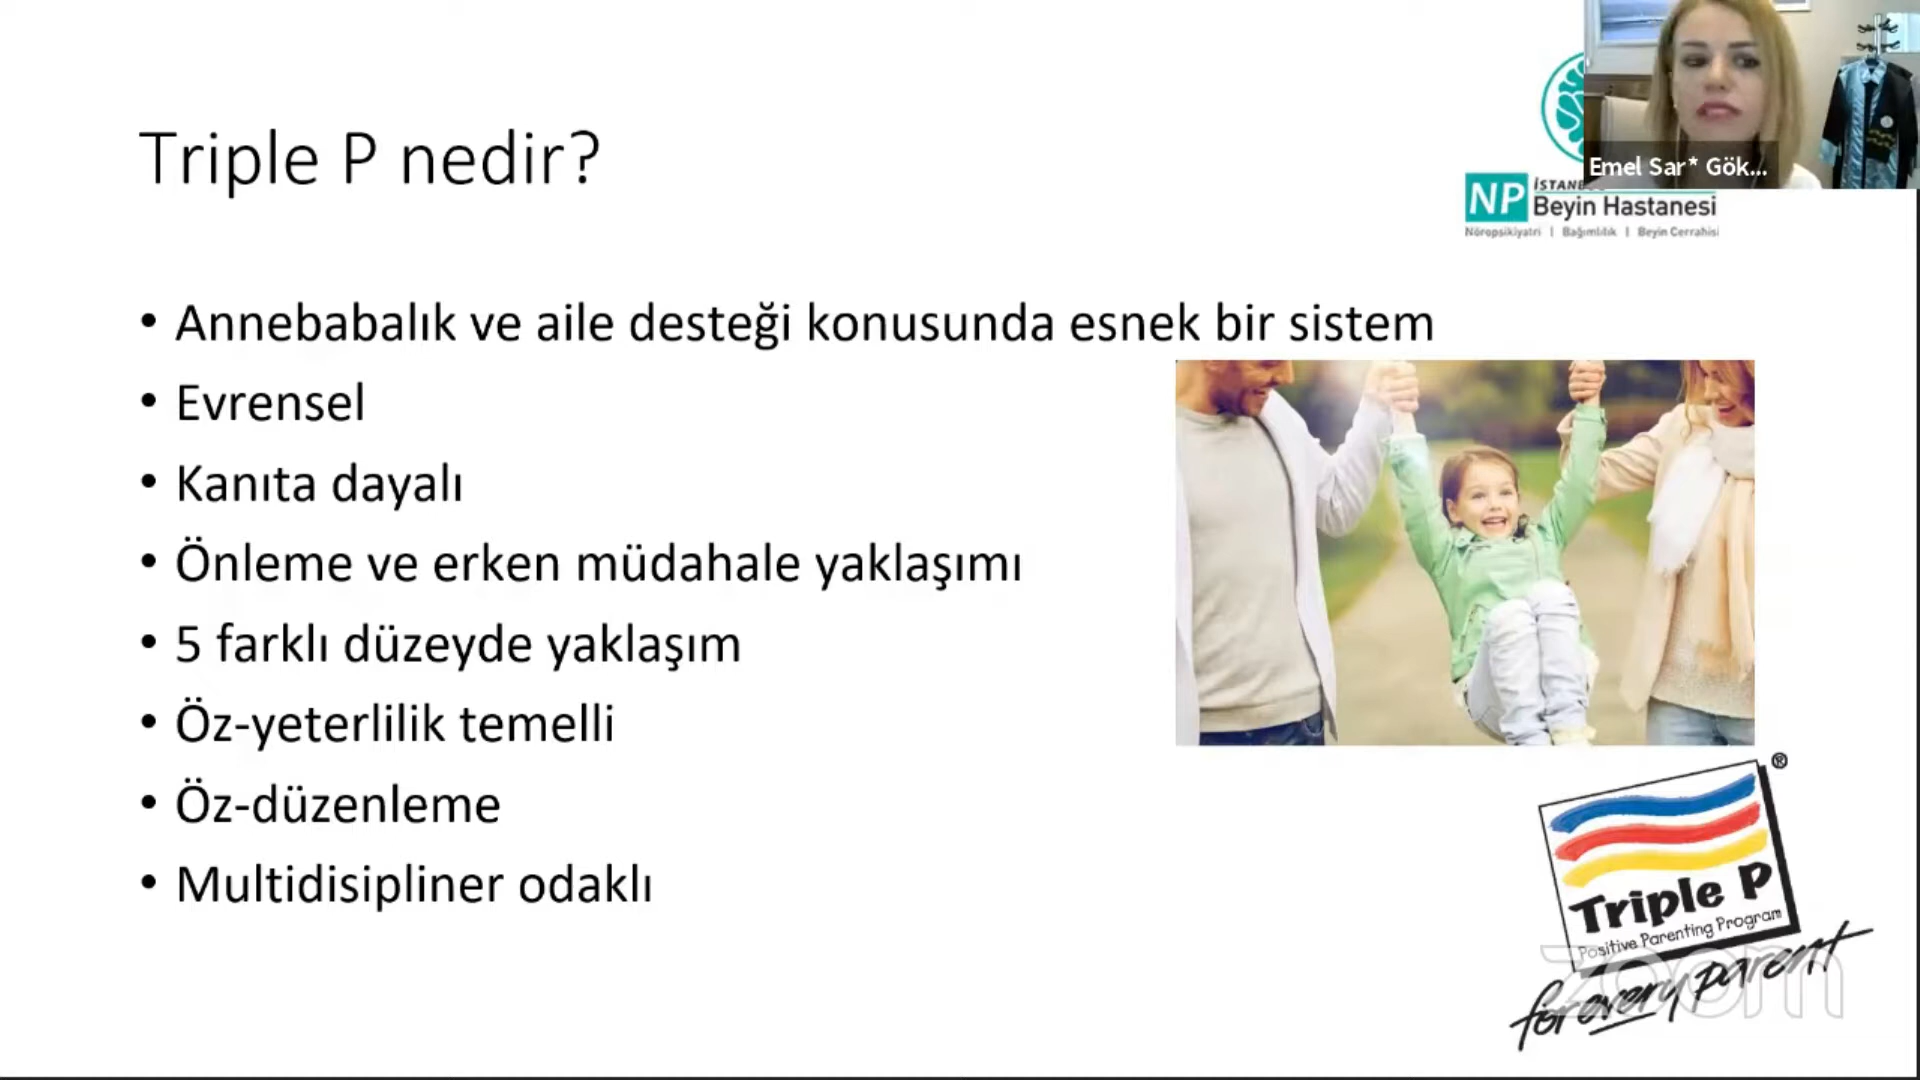 Triple P nedir?
Emel Sar* Gök...
NP
Beyin Hastanesi
Nöropsikiyatri | Bağımlılık | Beyin Cerrahisi
• Annebabalık ve aile desteği konusunda esnek bir sistem
• Evrensel
• Kanıta dayalı
• Önleme ve erken müdahale yaklaşımı
• 5 farklı düzeyde yaklaşım
• Öz-yeterlilik temelli
• Öz-düzenleme
• Multidisipliner odaklı
®
Triple P
Positive Parenting Program
for every parent
zoom